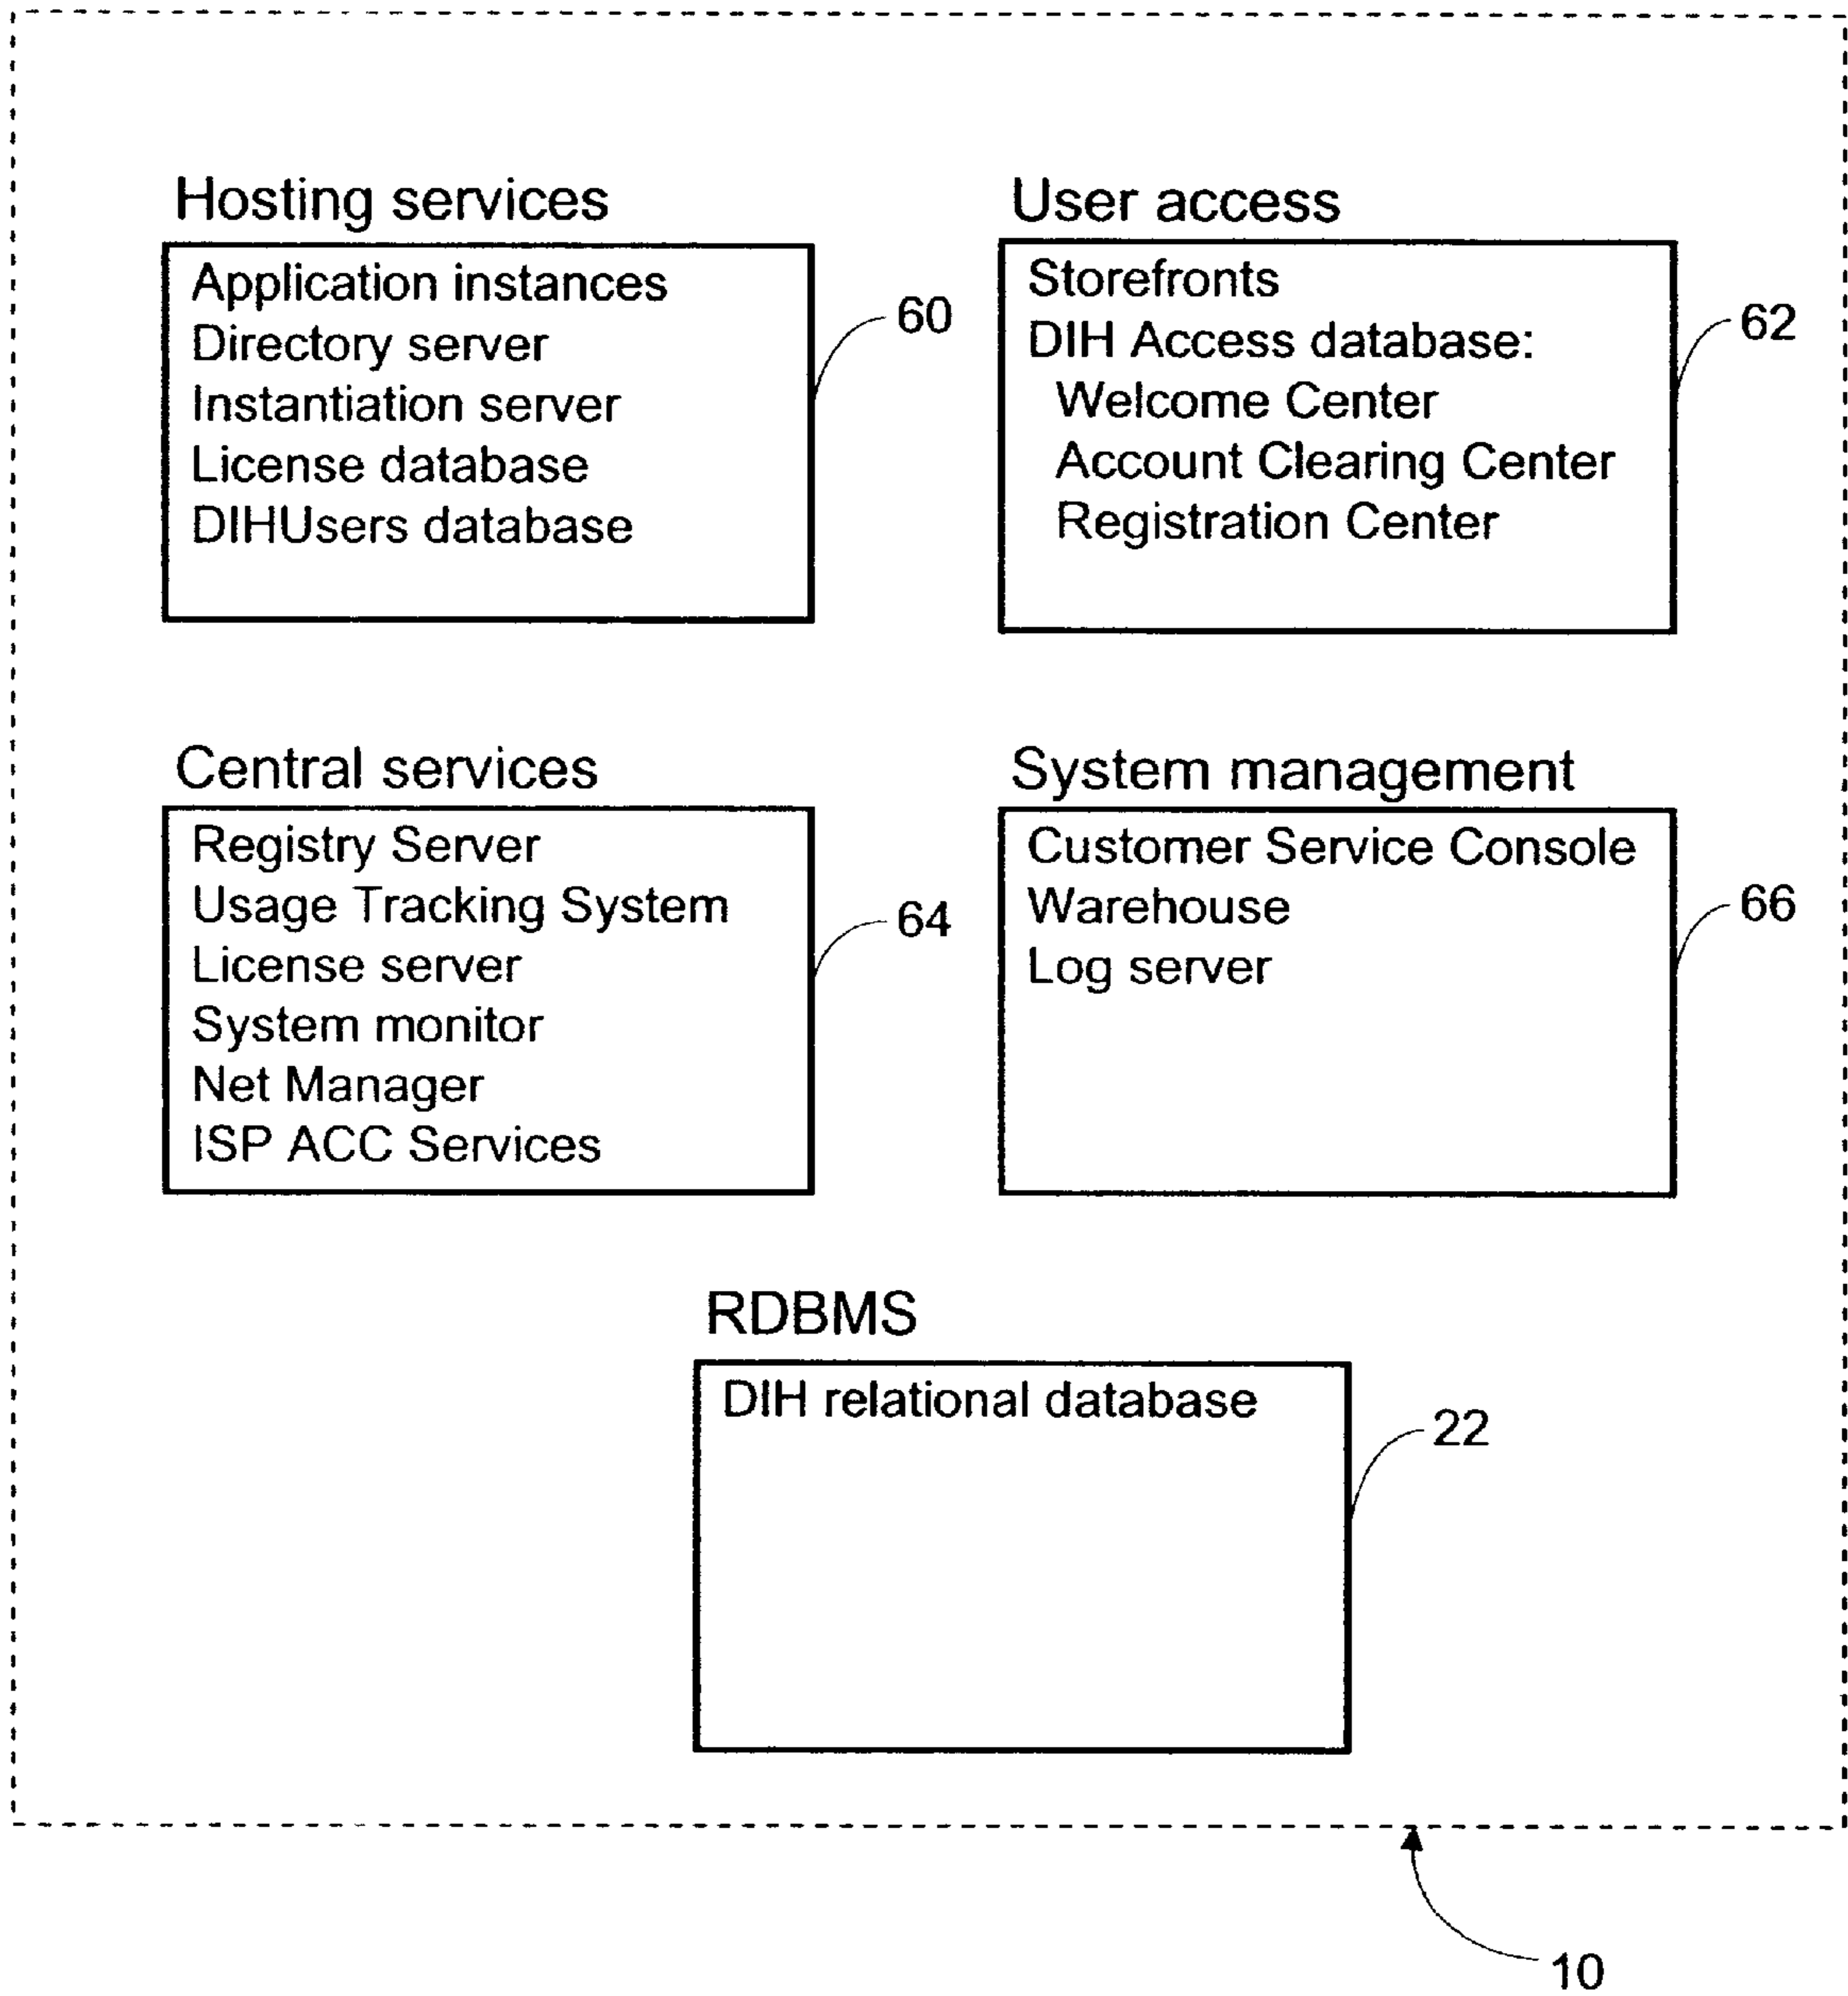 Hosting services
Application instances
Directory server
Instantiation server
License database
DIHUsers database
60
User access
Storefronts
DIH Access database:
Welcome Center
Account Clearing Center
Registration Center
62
Central services
Registry Server
Usage Tracking System
License server
System monitor
Net Manager
ISP ACC Services
64
System management
Customer Service Console
Warehouse
Log server
66
RDBMS
DIH relational database
22
10